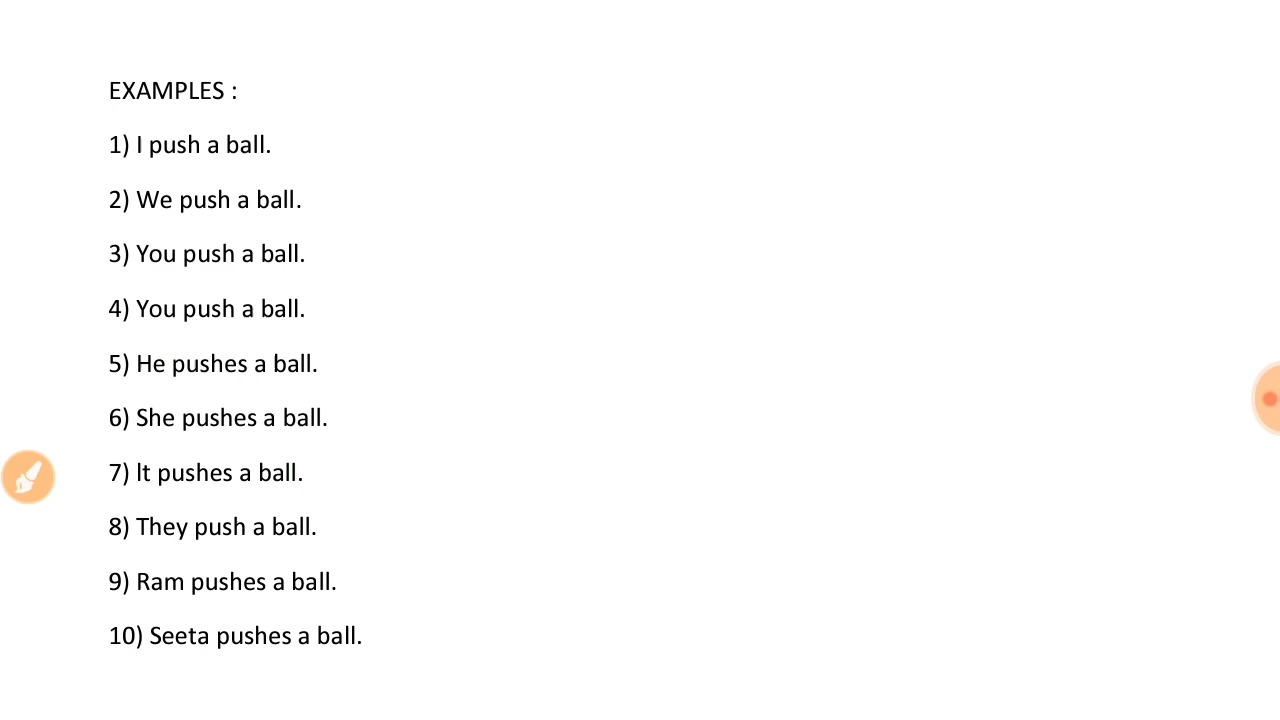 EXAMPLES :
1) I push a ball.
2) We push a ball.
3) You push a ball.
4) You push a ball.
5) He pushes a ball.
6) She pushes a ball.
7) It pushes a ball.
8) They push a ball.
9) Ram pushes a ball.
10) Seeta pushes a ball.